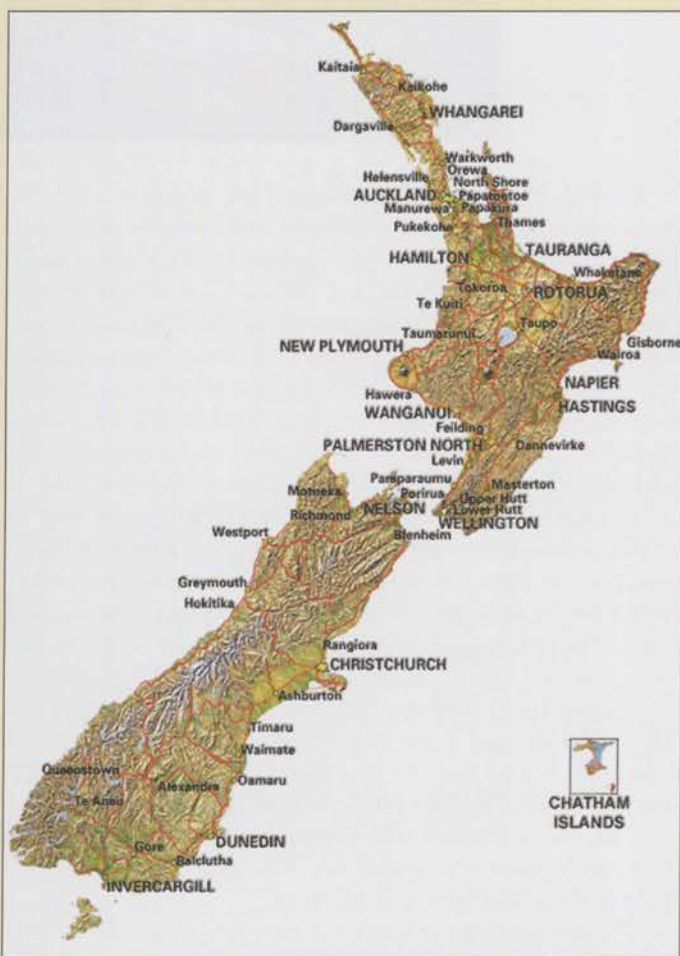 Kaitaia
Kaikohe
WHANGAREI
Dargaville
Warkworth
Orewa
Helensville
North Shore
AUCKLAND
Papatoetoe
Manurewa
Papakura
Pukekohe
Thames
TAURANGA
HAMILTON
Whakatane
Tokoroa
ROTORUA
Te Kuiti
Taupo
Taumarunui
Gisborne
NEW PLYMOUTH
Wairoa
NAPIER
Hawera
HASTINGS
WANGANUI
Feilding
PALMERSTON NORTH
Dannevirke
Levin
Paraparaumu
Masterton
Motueka
Porirua
Upper Hutt
NELSON
Lower Hutt
Richmond
WELLINGTON
Westport
Blenheim
Greymouth
Hokitika
Rangiora
CHRISTCHURCH
Ashburton
Timaru
Waimate
Queenstown
Alexandra
Oamaru
Te Anau
CHATHAM
ISLANDS
DUNEDIN
Gore
Balclutha
INVERCARGILL